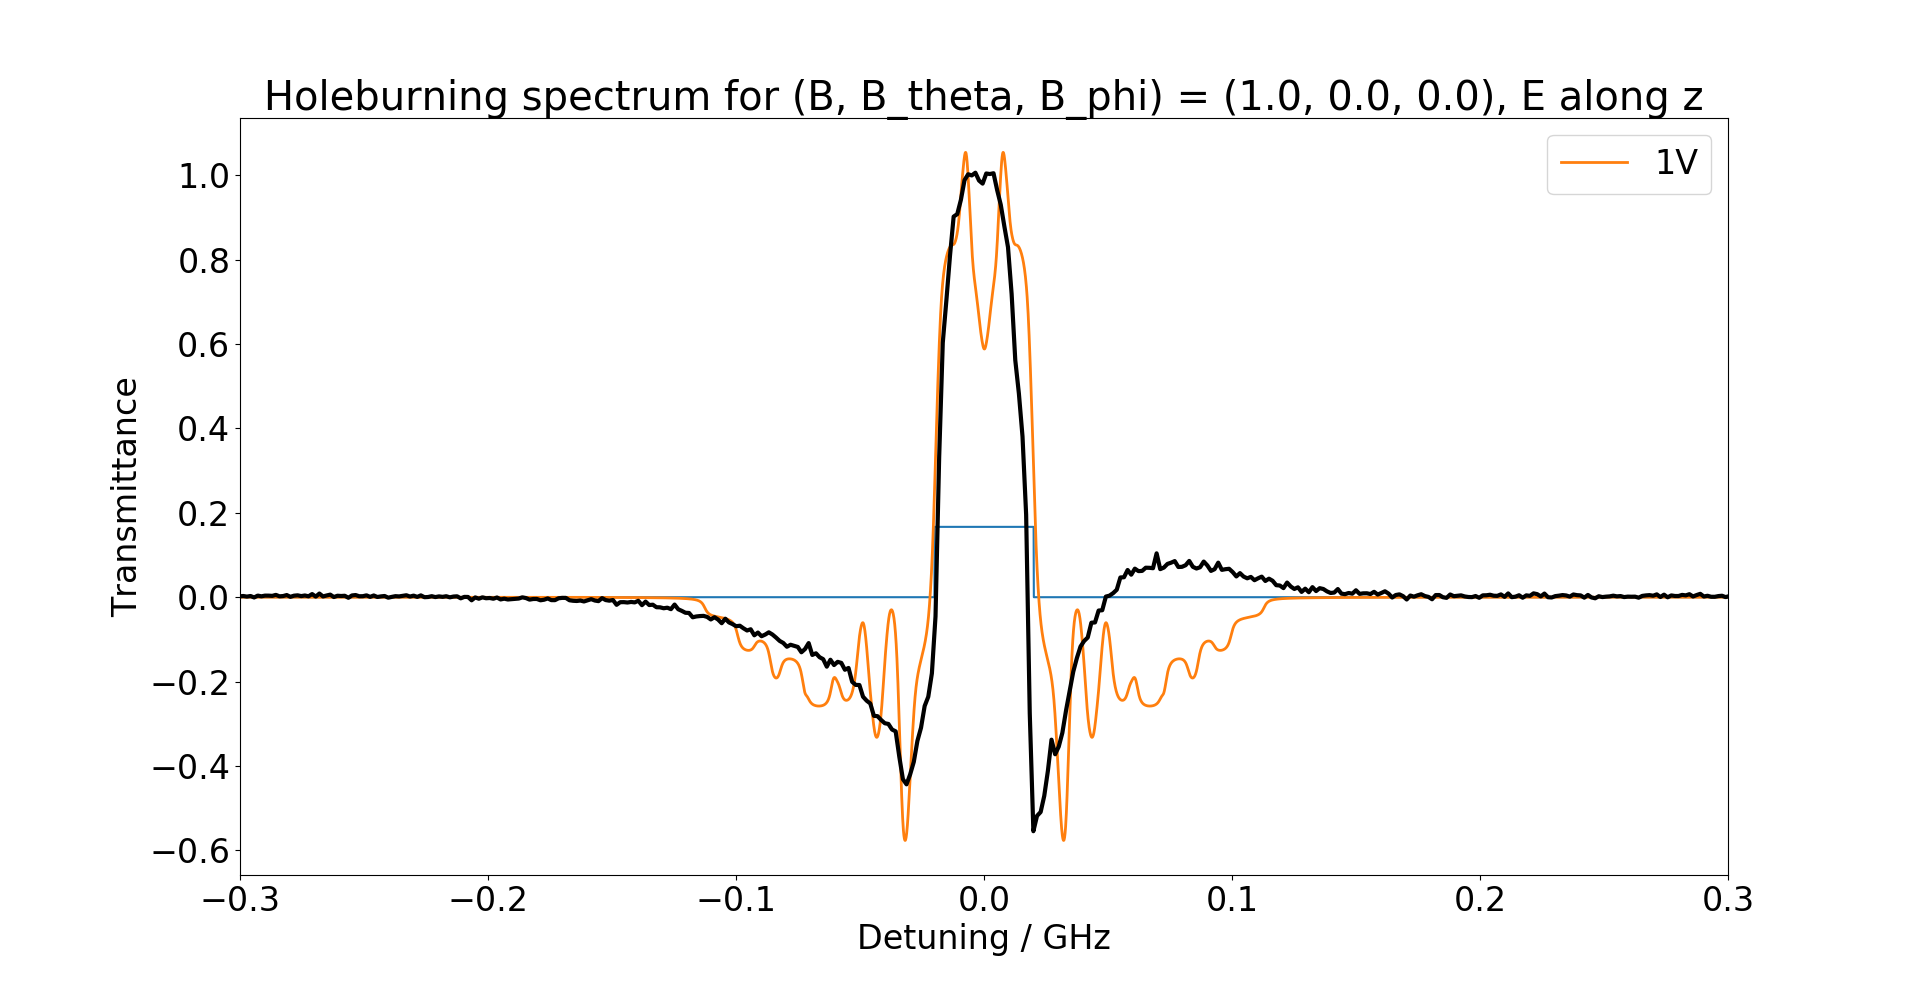 Holeburning spectrum for (B, B_theta, B_phi) = (1.0, 0.0, 0.0), E along z
1V
Transmittance
1.0
0.8
0.6
0.4
0.2
0.0
−0.2
−0.4
−0.6
−0.3 −0.2 −0.1 0.0 0.1 0.2 0.3
Detuning / GHz